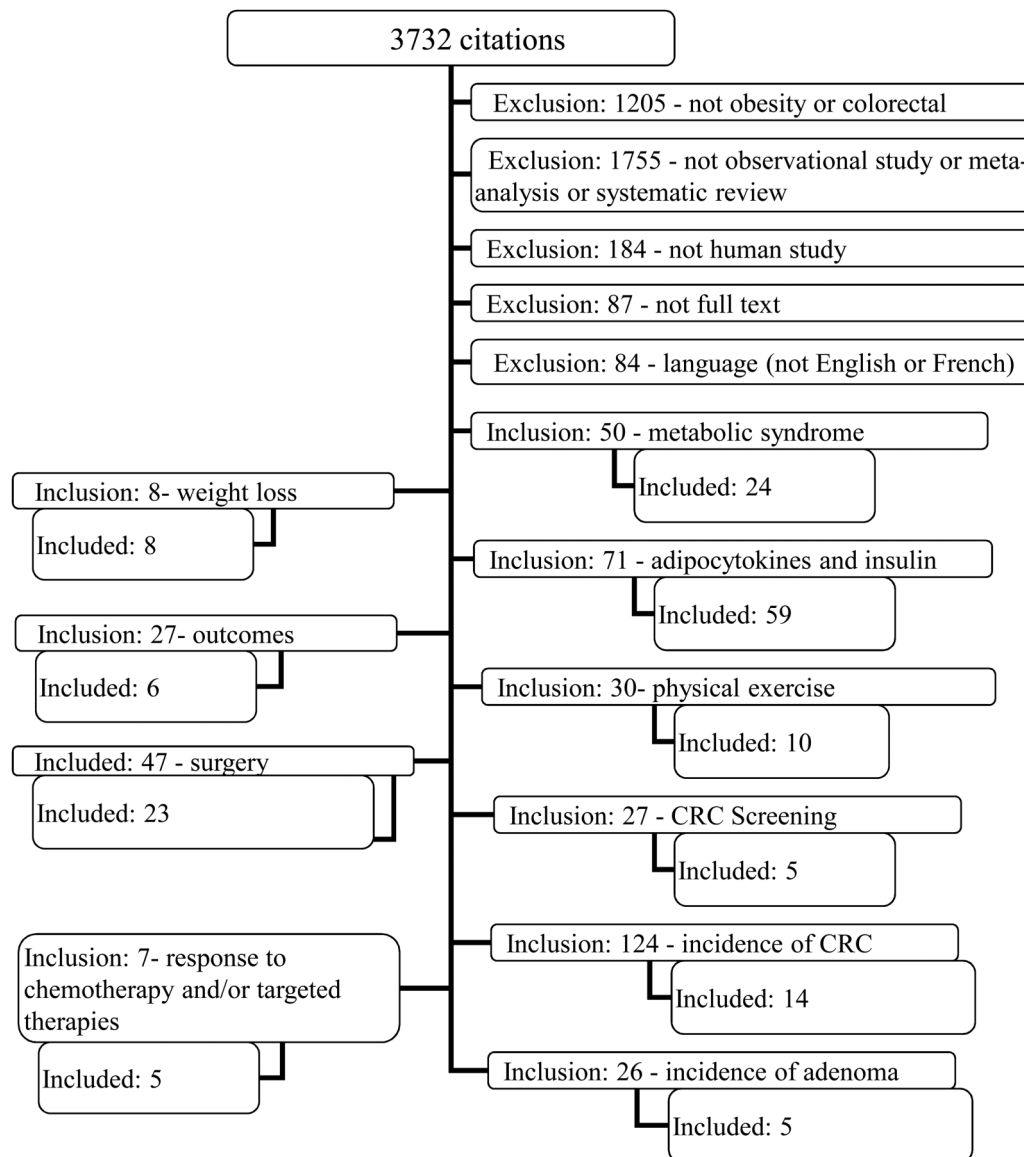 3732 citations
Exclusion: 1205 - not obesity or colorectal
Exclusion: 1755 - not observational study or meta-
analysis or systematic review
Exclusion: 184 - not human study
Exclusion: 87 - not full text
Exclusion: 84 - language (not English or French)
Inclusion: 50 - metabolic syndrome
Included: 24
Inclusion: 8- weight loss
Included: 8
Inclusion: 71 - adipocytokines and insulin
Included: 59
Inclusion: 27- outcomes
Included: 6
Inclusion: 30- physical exercise
Included: 10
Included: 47 - surgery
Included: 23
Inclusion: 27 - CRC Screening
Included: 5
Inclusion: 124 - incidence of CRC
Included: 14
Inclusion: 7- response to
chemotherapy and/or targeted
therapies
Included: 5
Inclusion: 26 - incidence of adenoma
Included: 5